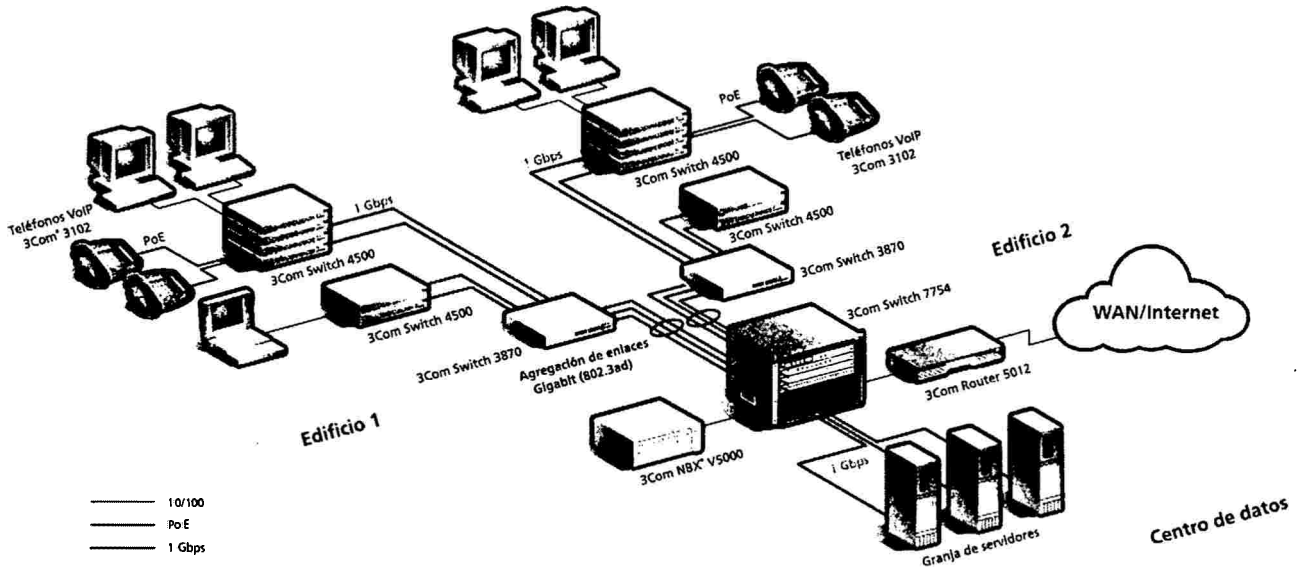 PoE
Teléfonos VoIP
3Com 3102
1 Gbps
3Com Switch 4500
3Com Switch 4500
Teléfonos VoIP
3Com® 3102
PoE
1 Gbps
3Com Switch 4500
3Com Switch 4500
3Com Switch 3870
Edificio 2
3Com Switch 7754
WAN/Internet
3Com Switch 3870
Agregación de enlaces
Gigabit (802.3ad)
3Com Router 5012
Edificio 1
3Com NBX® V5000
1 Gbps
Granja de servidores
Centro de datos
10/100
PoE
1 Gbps